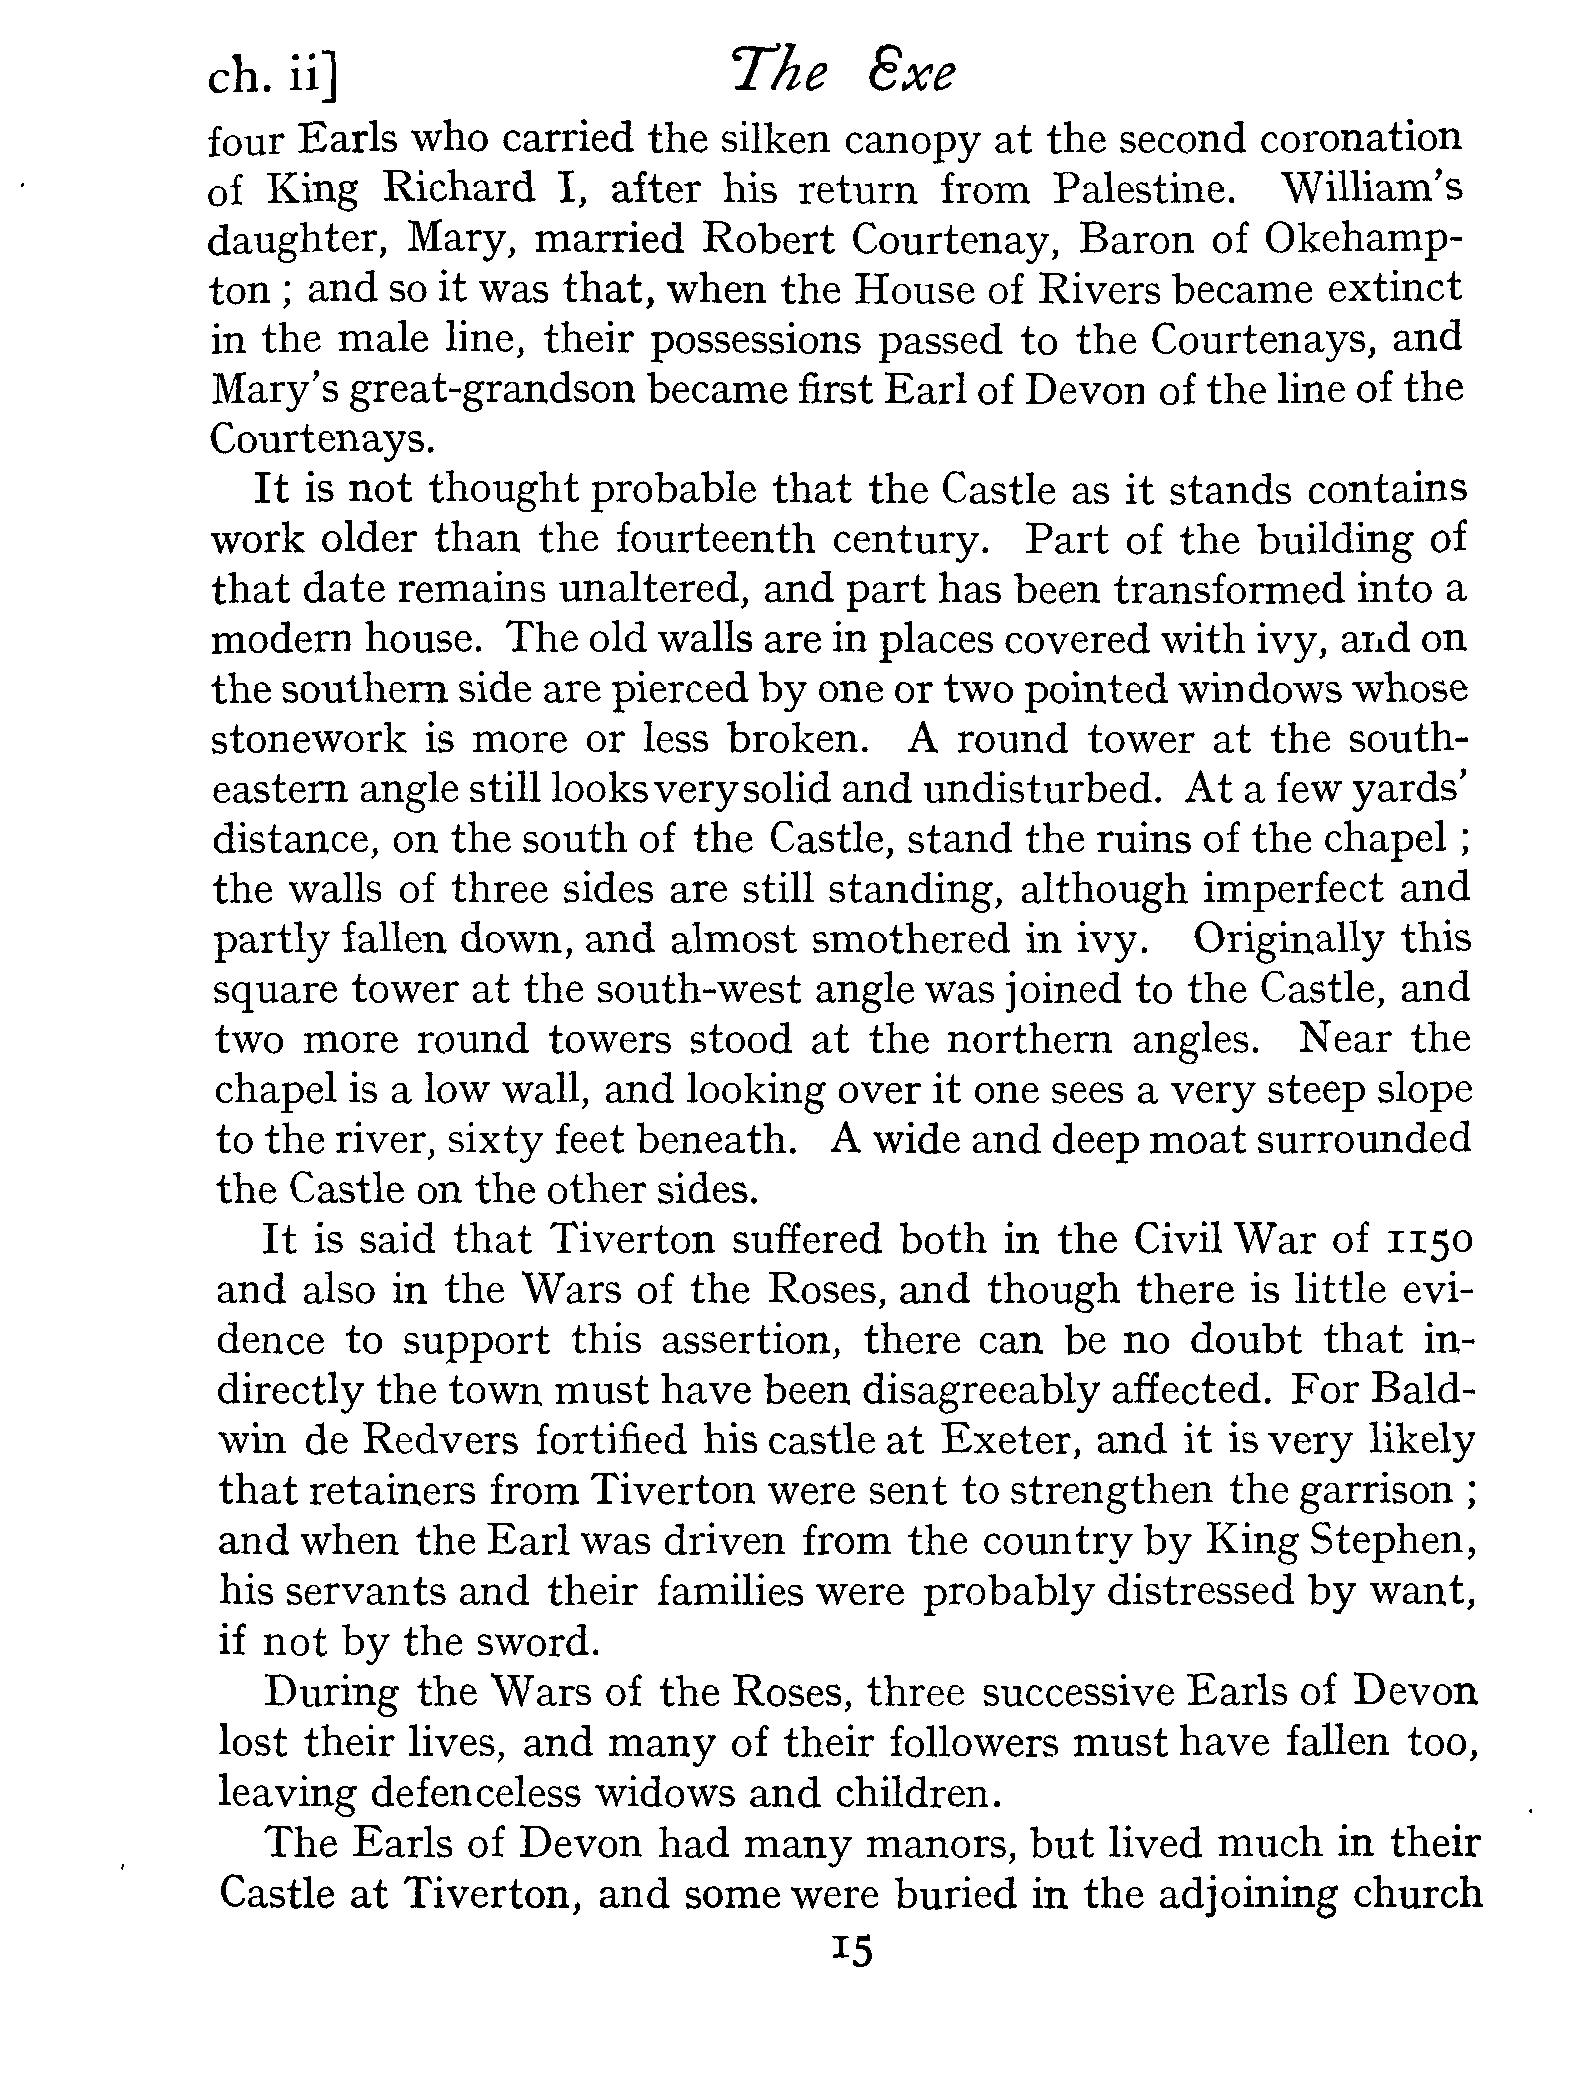 ch. ii] The Exe
four Earls who carried the silken canopy at the second coronation
of King Richard I, after his return from Palestine. William's
daughter, Mary, married Robert Courtenay, Baron of Okehamp-
ton ; and so it was that, when the House of Rivers became extinct
in the male line, their possessions passed to the Courtenays, and
Mary's great-grandson became first Earl of Devon of the line of the
Courtenays.
It is not thought probable that the Castle as it stands contains
work older than the fourteenth century. Part of the building of
that date remains unaltered, and part has been transformed into a
modern house. The old walls are in places covered with ivy, and on
the southern side are pierced by one or two pointed windows whose
stonework is more or less broken. A round tower at the south-
eastern angle still looks very solid and undisturbed. At a few yards'
distance, on the south of the Castle, stand the ruins of the chapel ;
the walls of three sides are still standing, although imperfect and
partly fallen down, and almost smothered in ivy. Originally this
square tower at the south-west angle was joined to the Castle, and
two more round towers stood at the northern angles. Near the
chapel is a low wall, and looking over it one sees a very steep slope
to the river, sixty feet beneath. A wide and deep moat surrounded
the Castle on the other sides.
It is said that Tiverton suffered both in the Civil War of 1150
and also in the Wars of the Roses, and though there is little evi-
dence to support this assertion, there can be no doubt that in-
directly the town must have been disagreeably affected. For Bald-
win de Redvers fortified his castle at Exeter, and it is very likely
that retainers from Tiverton were sent to strengthen the garrison ;
and when the Earl was driven from the country by King Stephen,
his servants and their families were probably distressed by want,
if not by the sword.
During the Wars of the Roses, three successive Earls of Devon
lost their lives, and many of their followers must have fallen too,
leaving defenceless widows and children.
The Earls of Devon had many manors, but lived much in their
Castle at Tiverton, and some were buried in the adjoining church
15